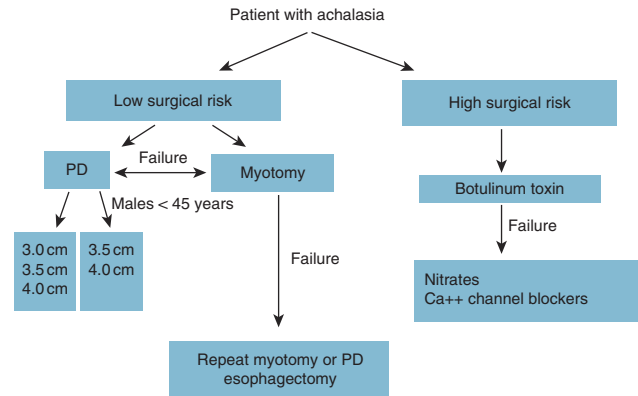 Patient with achalasia
Low surgical risk
High surgical risk
PD
Failure
Myotomy
Botulinum toxin
Males < 45 years
Failure
3.0 cm
3.5 cm
4.0 cm
3.5 cm
4.0 cm
Failure
Nitrates
Ca++ channel blockers
Repeat myotomy or PD
esophagectomy